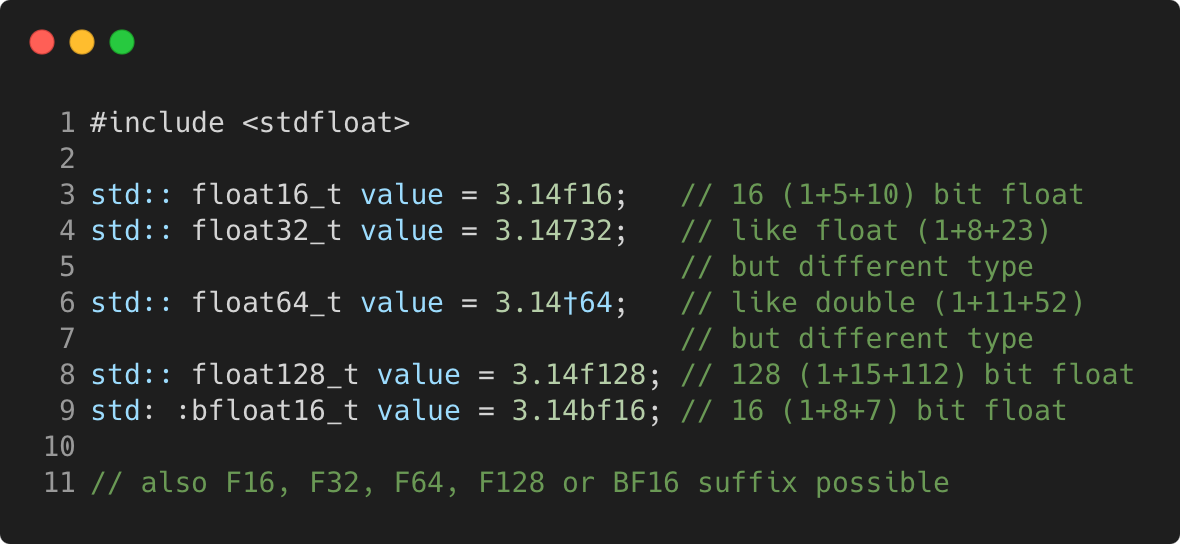 1 #include <stdfloat>
2
3 std:: float16_t value = 3.14f16;   // 16 (1+5+10) bit float
4 std:: float32_t value = 3.14732;   // like float (1+8+23)
5                                    // but different type
6 std:: float64_t value = 3.14†64;   // like double (1+11+52)
7                                    // but different type
8 std:: float128_t value = 3.14f128; // 128 (1+15+112) bit float
9 std: :bfloat16_t value = 3.14bf16; // 16 (1+8+7) bit float
10
11 // also F16, F32, F64, F128 or BF16 suffix possible